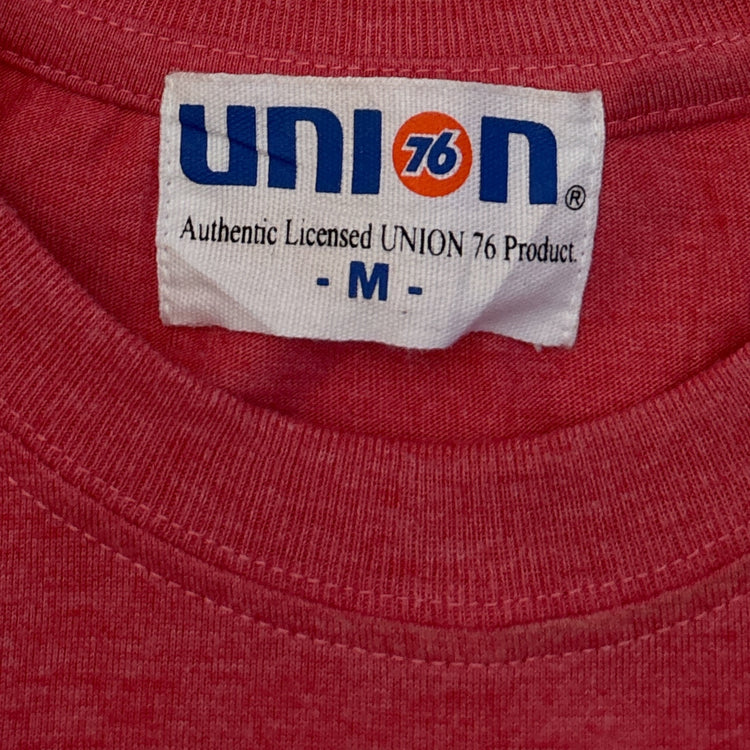 UNION 76 ®
Authentic Licensed UNION 76 Product.
- M -